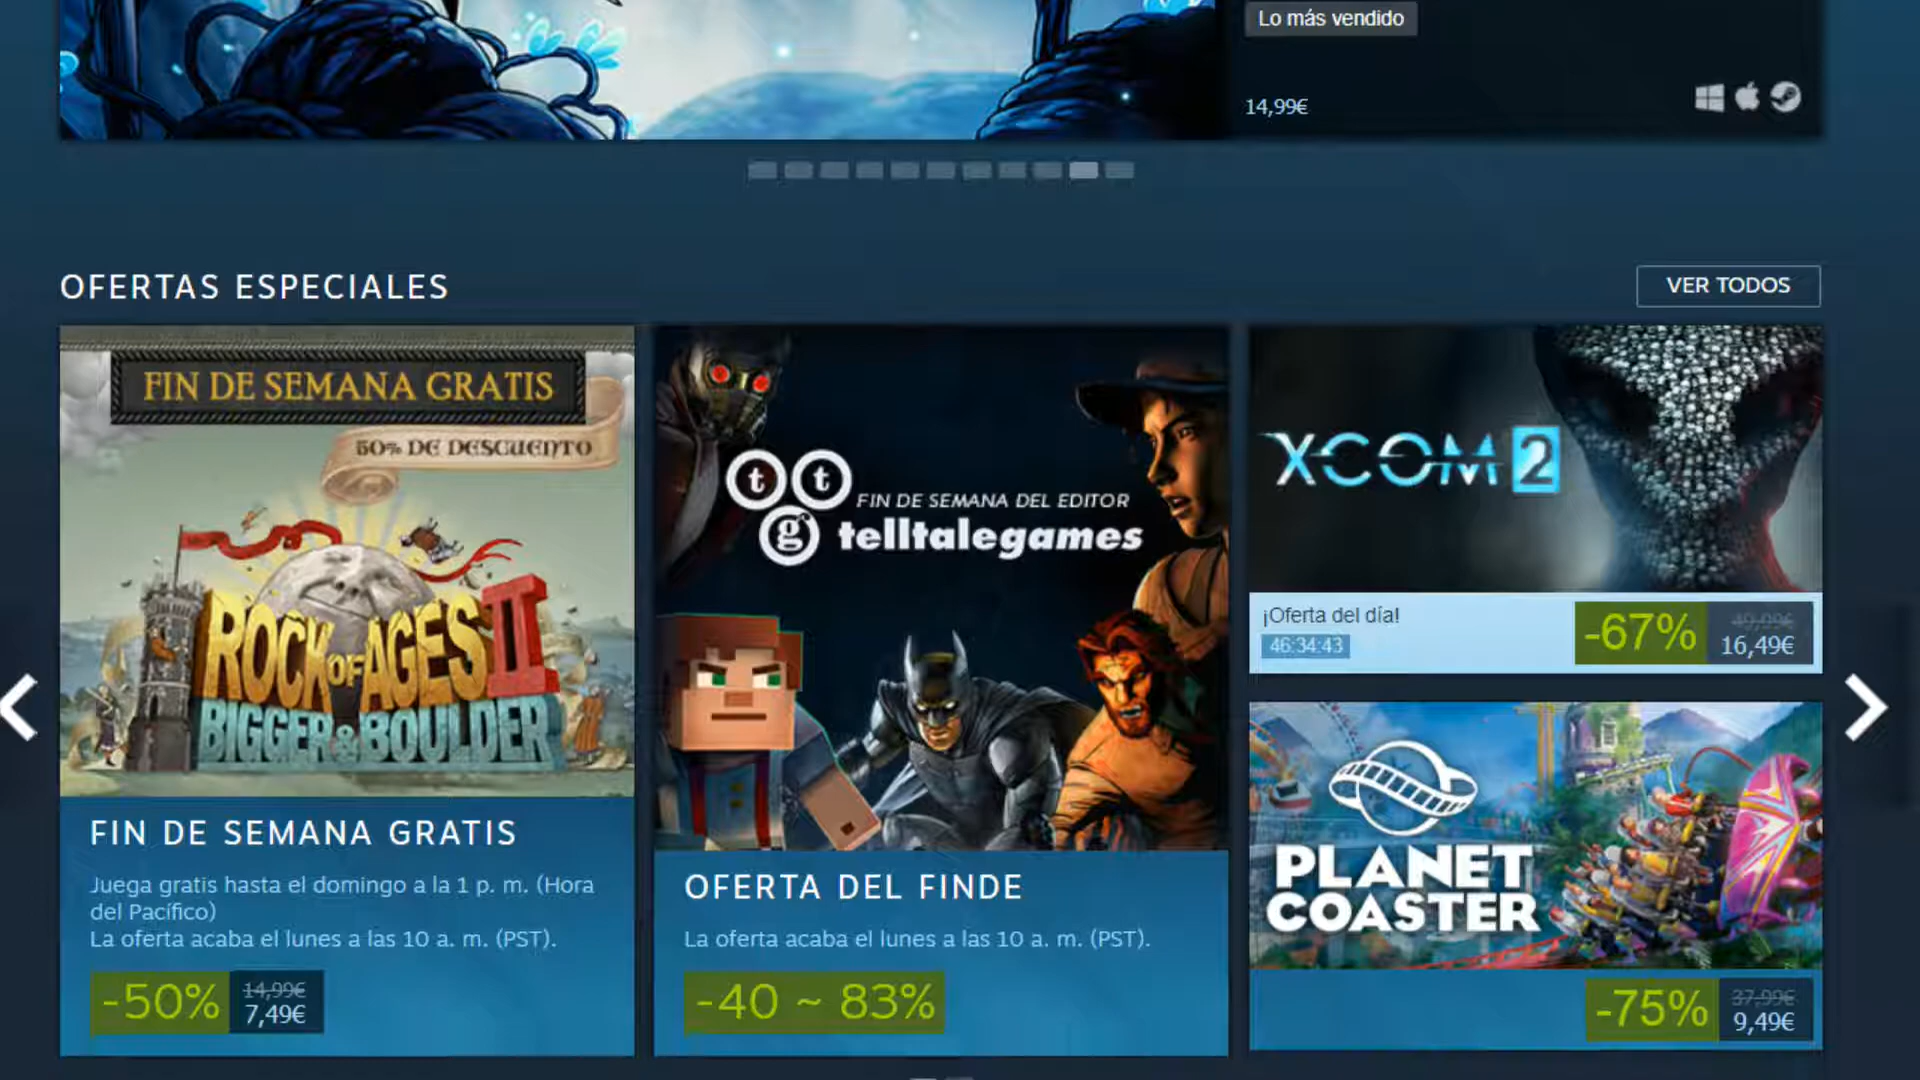 Lo más vendido
14,99€
OFERTAS ESPECIALES
VER TODOS
FIN DE SEMANA GRATIS
50% DE DESCUENTO
ROCK OF AGES II
BIGGER & BOULDER
FIN DE SEMANA GRATIS
Juega gratis hasta el domingo a la 1 p. m. (Hora
del Pacífico)
La oferta acaba el lunes a las 10 a. m. (PST).
-50%
14,99€
7,49€
t t
g
FIN DE SEMANA DEL EDITOR
telltalegames
OFERTA DEL FINDE
La oferta acaba el lunes a las 10 a. m. (PST).
-40 ~ 83%
XCOM 2
¡Oferta del día!
46:34:43
-67%
49,99€
16,49€
PLANET
COASTER
-75%
37,99€
9,49€